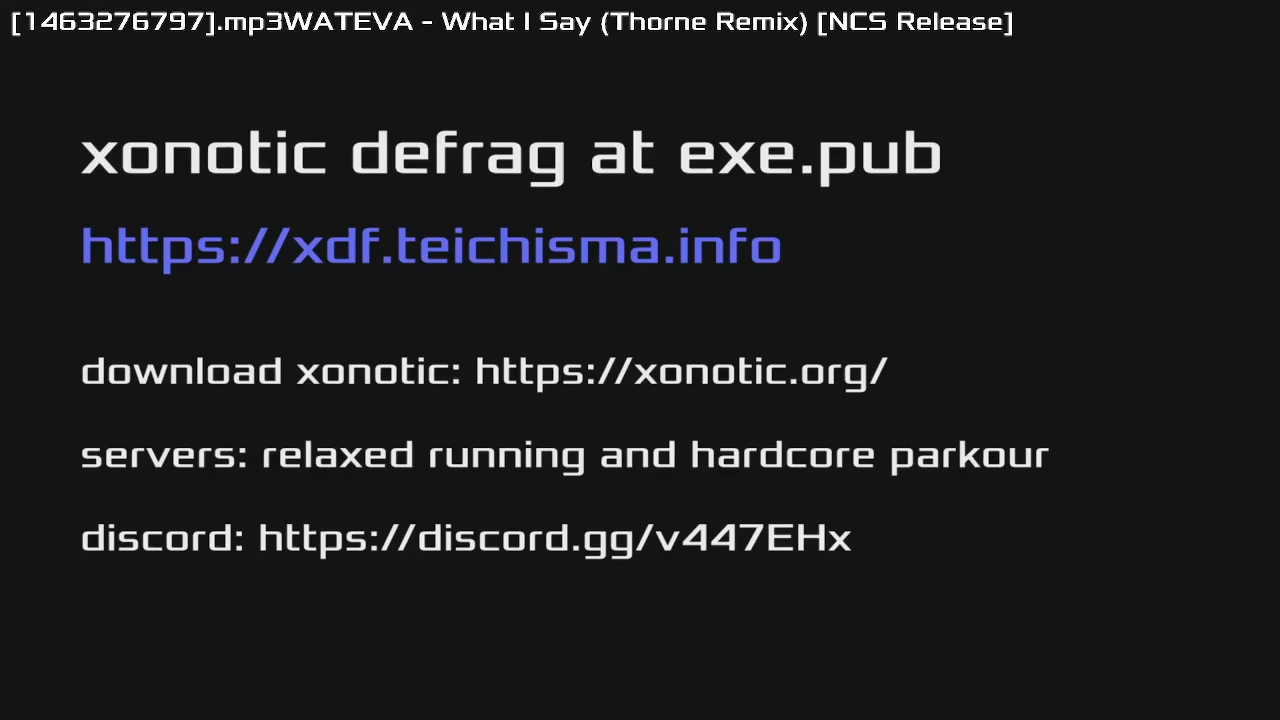 [1463276797].mp3WATEVA - What I Say (Thorne Remix) [NCS Release]
xonotic defrag at exe.pub
https://xdf.teichisma.info
download xonotic: https://xonotic.org/
servers: relaxed running and hardcore parkour
discord: https://discord.gg/v447EHx